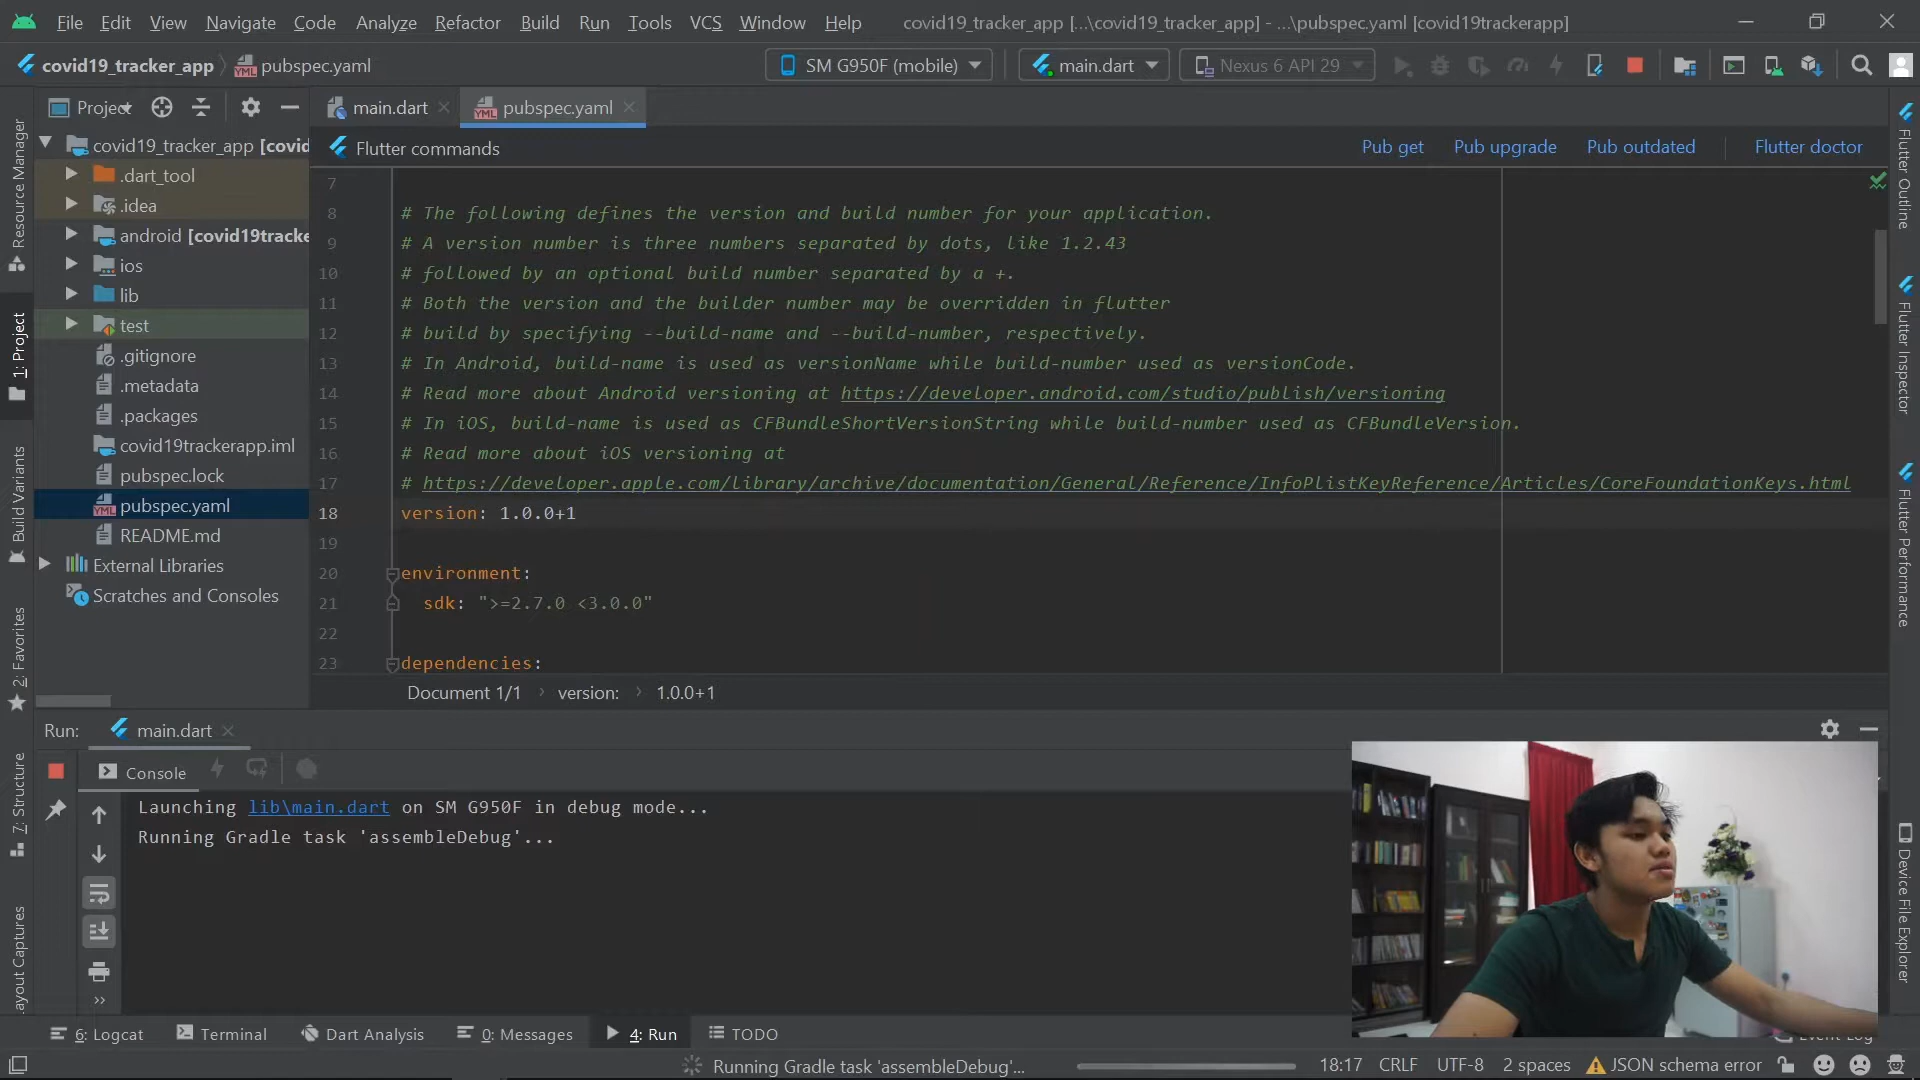 File Edit View Navigate Code Analyze Refactor Build Run Tools VCS Window Help covid19_tracker_app [...\covid19_tracker_app] - ...\pubspec.yaml [covid19trackerapp]
covid19_tracker_app pubspec.yaml SM G950F (mobile) main.dart Nexus 6 API 29
Project main.dart pubspec.yaml
covid19_tracker_app [covid
Flutter commands Pub get Pub upgrade Pub outdated Flutter doctor
.dart_tool
.idea
android [covid19tracke
ios
lib
test
.gitignore
.metadata
.packages
covid19trackerapp.iml
pubspec.lock
pubspec.yaml
README.md
External Libraries
Scratches and Consoles
7
8 # The following defines the version and build number for your application.
9 # A version number is three numbers separated by dots, like 1.2.43
10 # followed by an optional build number separated by a +.
11 # Both the version and the builder number may be overridden in flutter
12 # build by specifying --build-name and --build-number, respectively.
13 # In Android, build-name is used as versionName while build-number used as versionCode.
14 # Read more about Android versioning at https://developer.android.com/studio/publish/versioning
15 # In iOS, build-name is used as CFBundleShortVersionString while build-number used as CFBundleVersion.
16 # Read more about iOS versioning at
17 # https://developer.apple.com/library/archive/documentation/General/Reference/InfoPlistKeyReference/Articles/CoreFoundationKeys.html
18 version: 1.0.0+1
19
20 environment:
21 sdk: ">=2.7.0 <3.0.0"
22
23 dependencies:
Document 1/1 › version: › 1.0.0+1
Resource Manager
1: Project
Build Variants
2: Favorites
7: Structure
ayout Captures
Flutter Outline
Flutter Inspector
Flutter Performance
Device File Explorer
Run: main.dart
Console
Launching lib\main.dart on SM G950F in debug mode...
Running Gradle task 'assembleDebug'...
6: Logcat Terminal Dart Analysis 0: Messages 4: Run TODO Event Log
Running Gradle task 'assembleDebug'... 18:17 CRLF UTF-8 2 spaces JSON schema error